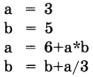 a = 3
b = 5
a = 6+a*b
b = b+a/3